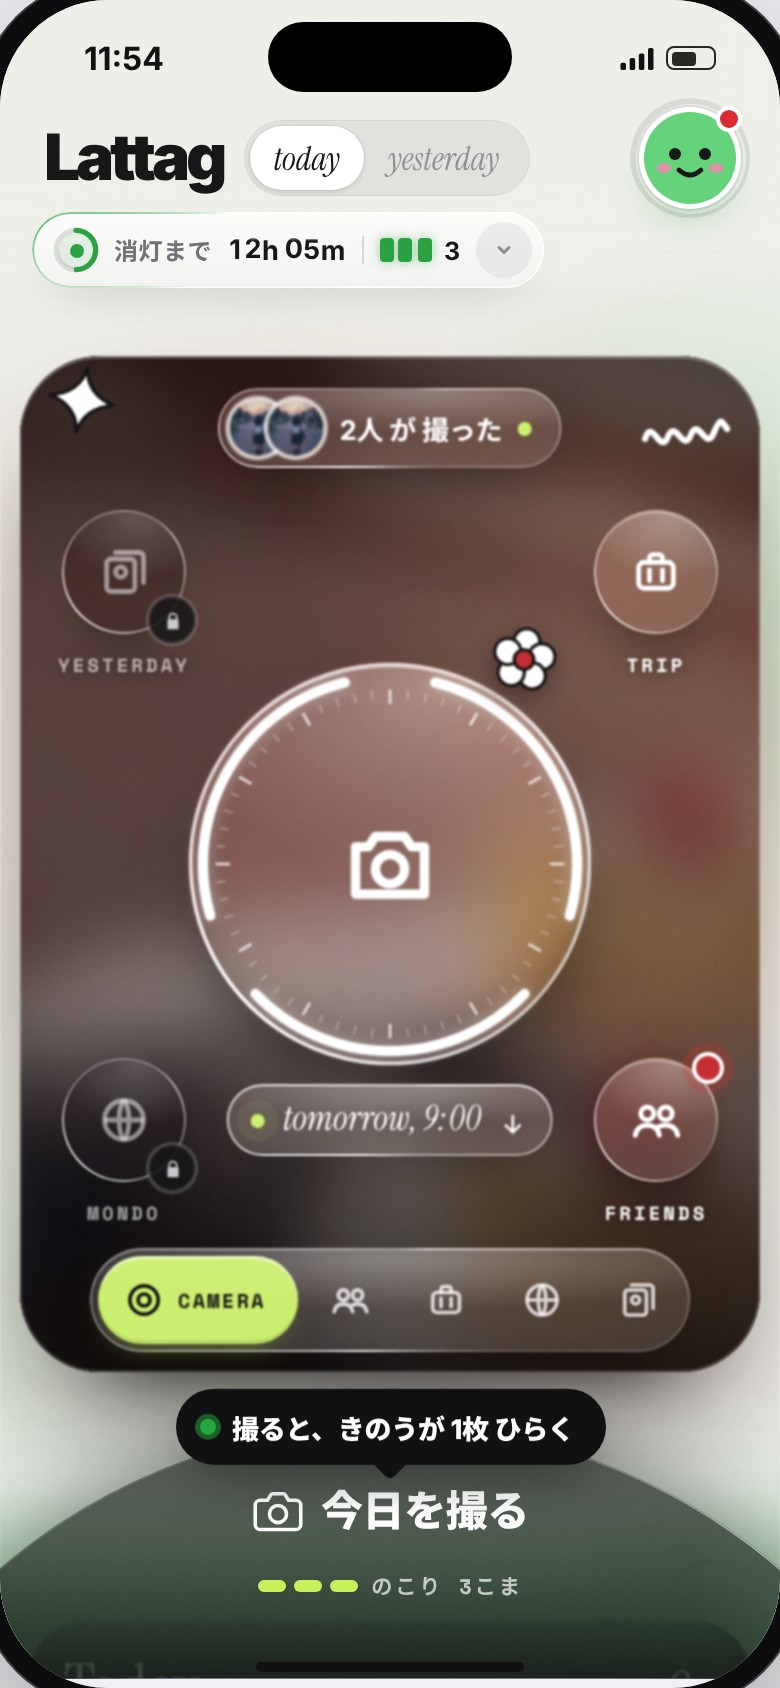 11:54
Lattag today yesterday
消灯まで 12h 05m 3
2人が撮った
YESTERDAY
TRIP
tomorrow, 9:00
MONDO
FRIENDS
CAMERA
撮ると、きのうが1枚ひらく
今日を撮る
のこり 3こま